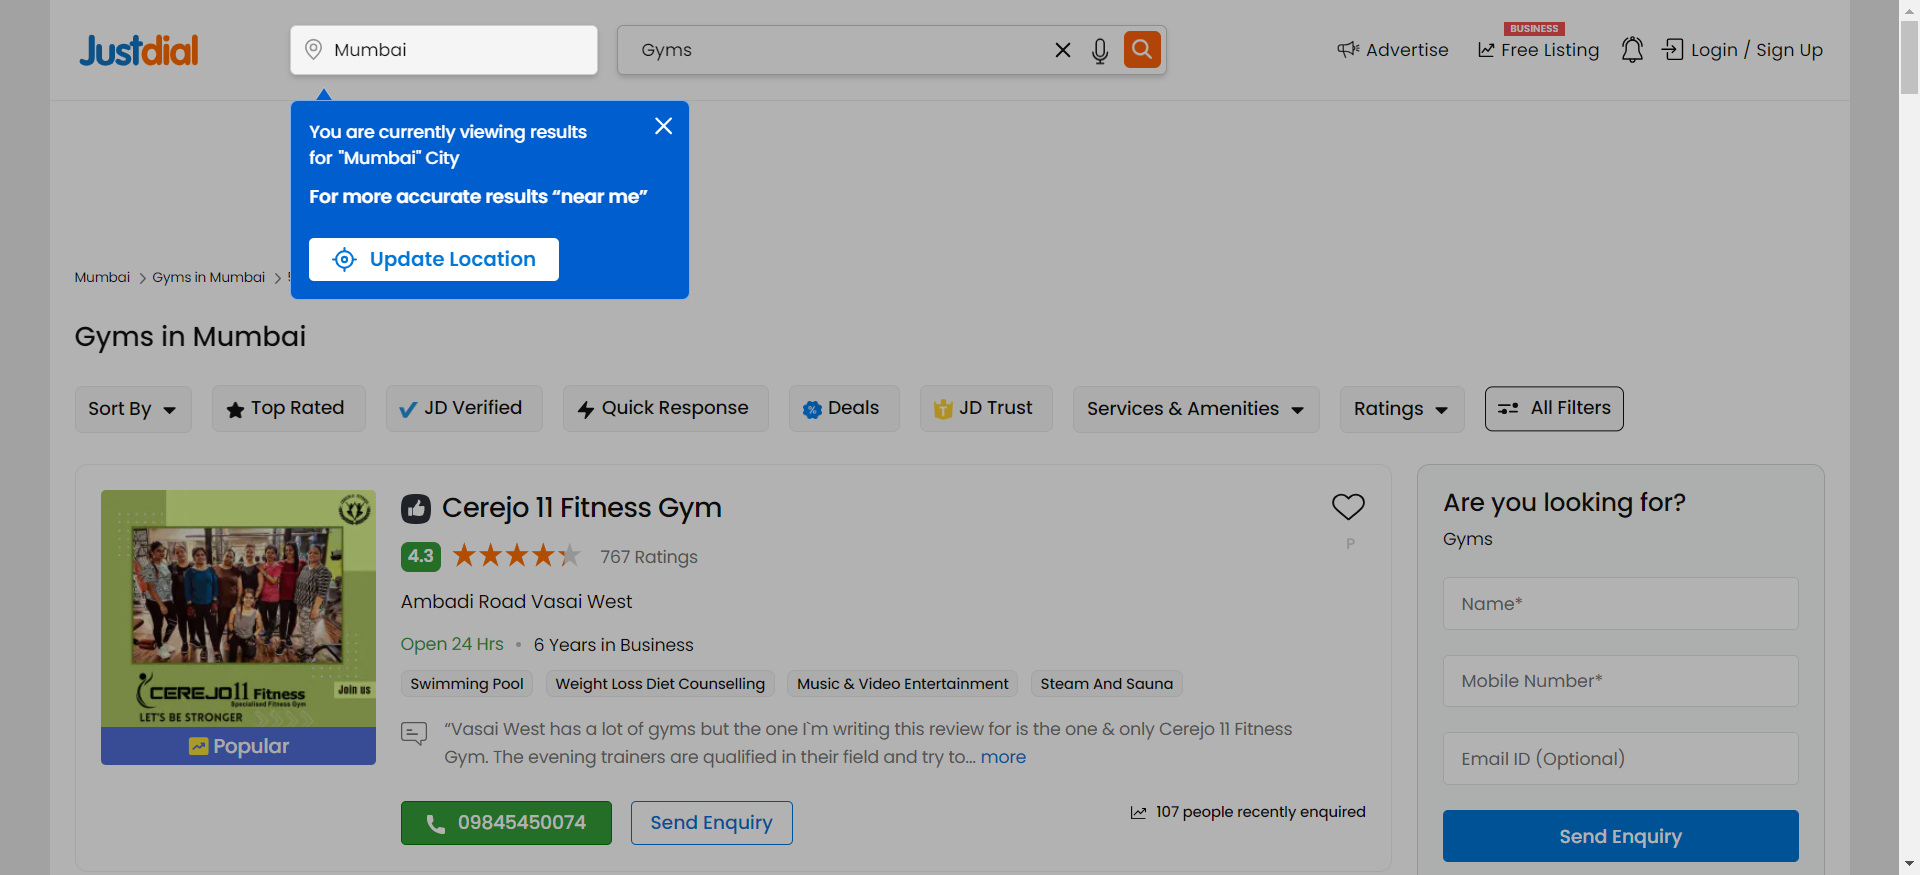 Justdial
Mumbai
Gyms
Advertise
BUSINESS
Free Listing
Login / Sign Up
You are currently viewing results
for "Mumbai" City
For more accurate results “near me”
Update Location
Mumbai > Gyms in Mumbai >
Gyms in Mumbai
Sort By
Top Rated
JD Verified
Quick Response
Deals
JD Trust
Services & Amenities
Ratings
All Filters
CEREJO11 Fitness
Specialised Fitness Gym
LET'S BE STRONGER
Join us
Popular
Cerejo 11 Fitness Gym
P
4.3
767 Ratings
Ambadi Road Vasai West
Open 24 Hrs • 6 Years in Business
Swimming Pool
Weight Loss Diet Counselling
Music & Video Entertainment
Steam And Sauna
“Vasai West has a lot of gyms but the one I`m writing this review for is the one & only Cerejo 11 Fitness
Gym. The evening trainers are qualified in their field and try to... more
09845450074
Send Enquiry
107 people recently enquired
Are you looking for?
Gyms
Name*
Mobile Number*
Email ID (Optional)
Send Enquiry